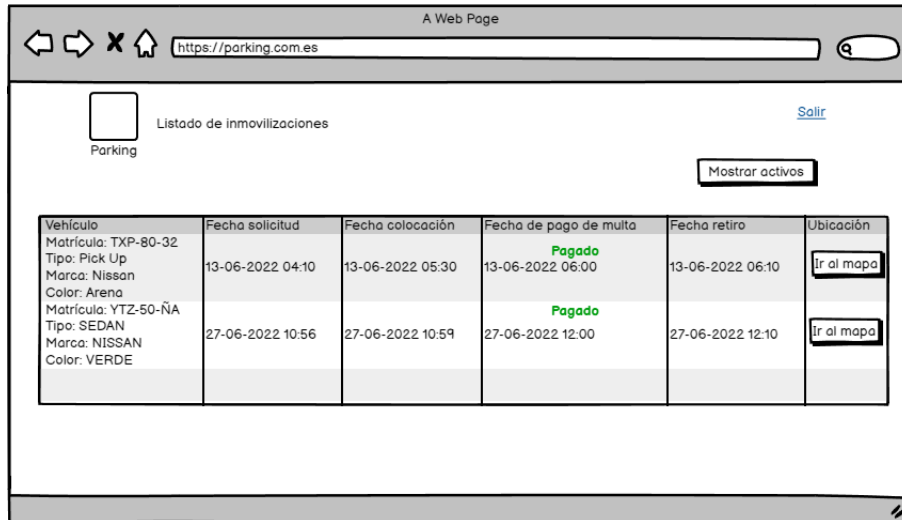 A Web Page
https://parking.com.es
Salir
Listado de inmovilizaciones
Parking
Mostrar activos
Vehículo Fecha solicitud Fecha colocación Fecha de pago de multa Fecha retiro Ubicación
Matrícula: TXP-80-32
Tipo: Pick Up
Marca: Nissan
Color: Arena
13-06-2022 04:10 13-06-2022 05:30
Pagado
13-06-2022 06:00
13-06-2022 06:10
Ir al mapa
Matrícula: YTZ-50-ÑA
Tipo: SEDAN
Marca: NISSAN
Color: VERDE
27-06-2022 10:56 27-06-2022 10:59
Pagado
27-06-2022 12:00
27-06-2022 12:10
Ir al mapa